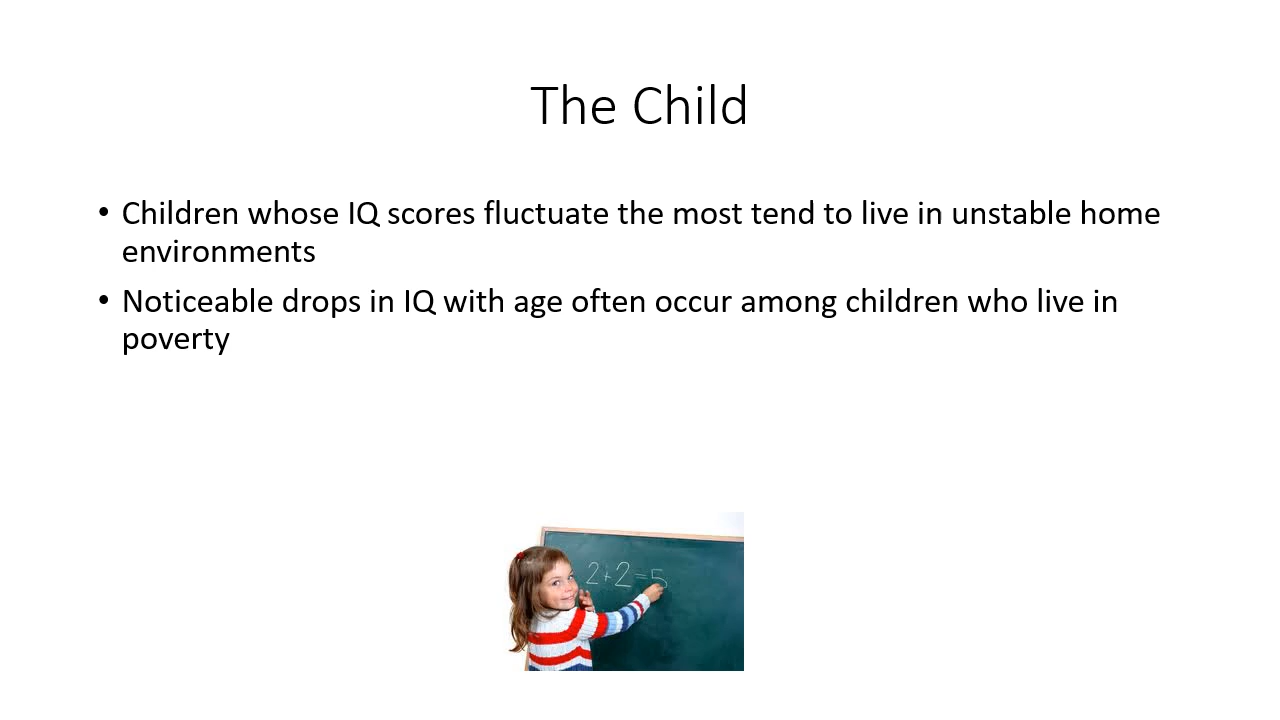 The Child
• Children whose IQ scores fluctuate the most tend to live in unstable home
environments
• Noticeable drops in IQ with age often occur among children who live in
poverty
2+2=5